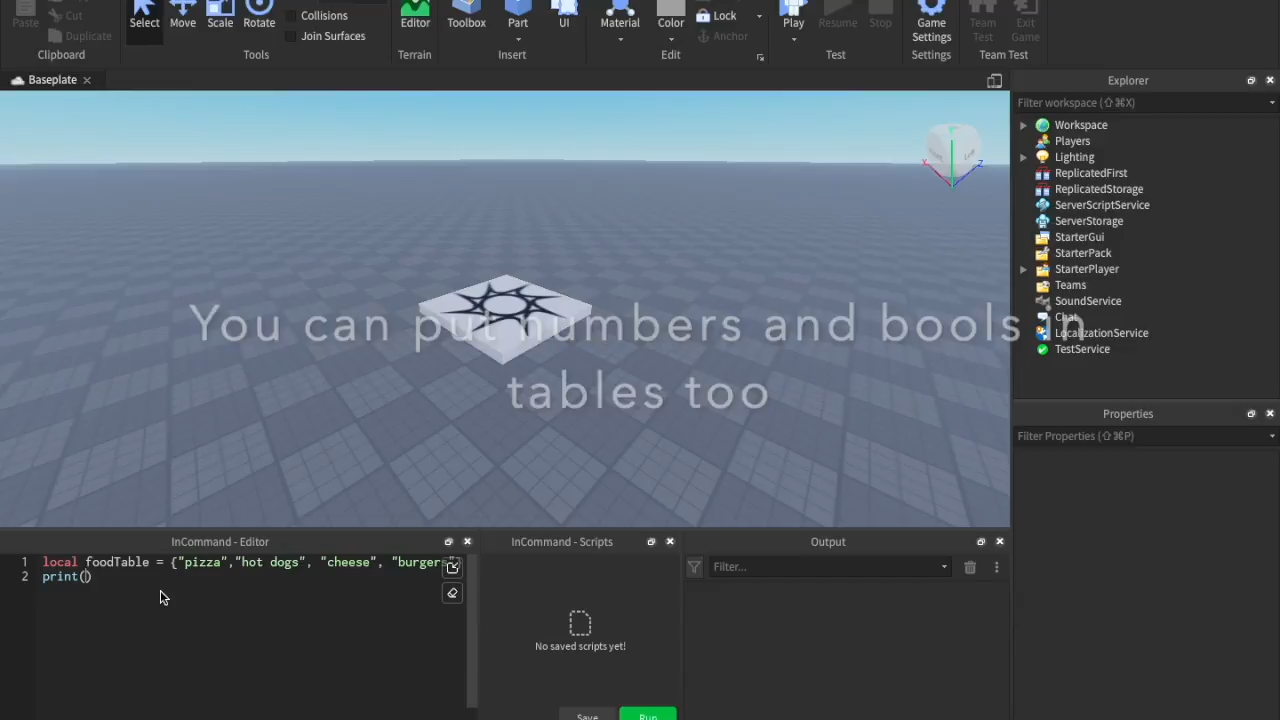 Paste
Cut
Duplicate
Clipboard
Select
Move
Scale
Rotate
Collisions
Join Surfaces
Tools
Editor
Terrain
Toolbox
Part
UI
Insert
Material
Color
Lock
Anchor
Edit
Play
Resume
Stop
Test
Game
Settings
Settings
Team
Test
Exit
Game
Team Test
Baseplate
You can put numbers and bools in
tables too
Explorer
Filter workspace (⇧⌘X)
Workspace
Players
Lighting
ReplicatedFirst
ReplicatedStorage
ServerScriptService
ServerStorage
StarterGui
StarterPack
StarterPlayer
Teams
SoundService
Chat
LocalizationService
TestService
Properties
Filter Properties (⇧⌘P)
InCommand - Editor
1 local foodTable = {"pizza","hot dogs", "cheese", "burgers"}
2 print()
InCommand - Scripts
No saved scripts yet!
Save
Run
Output
Filter...
X
Y
Z